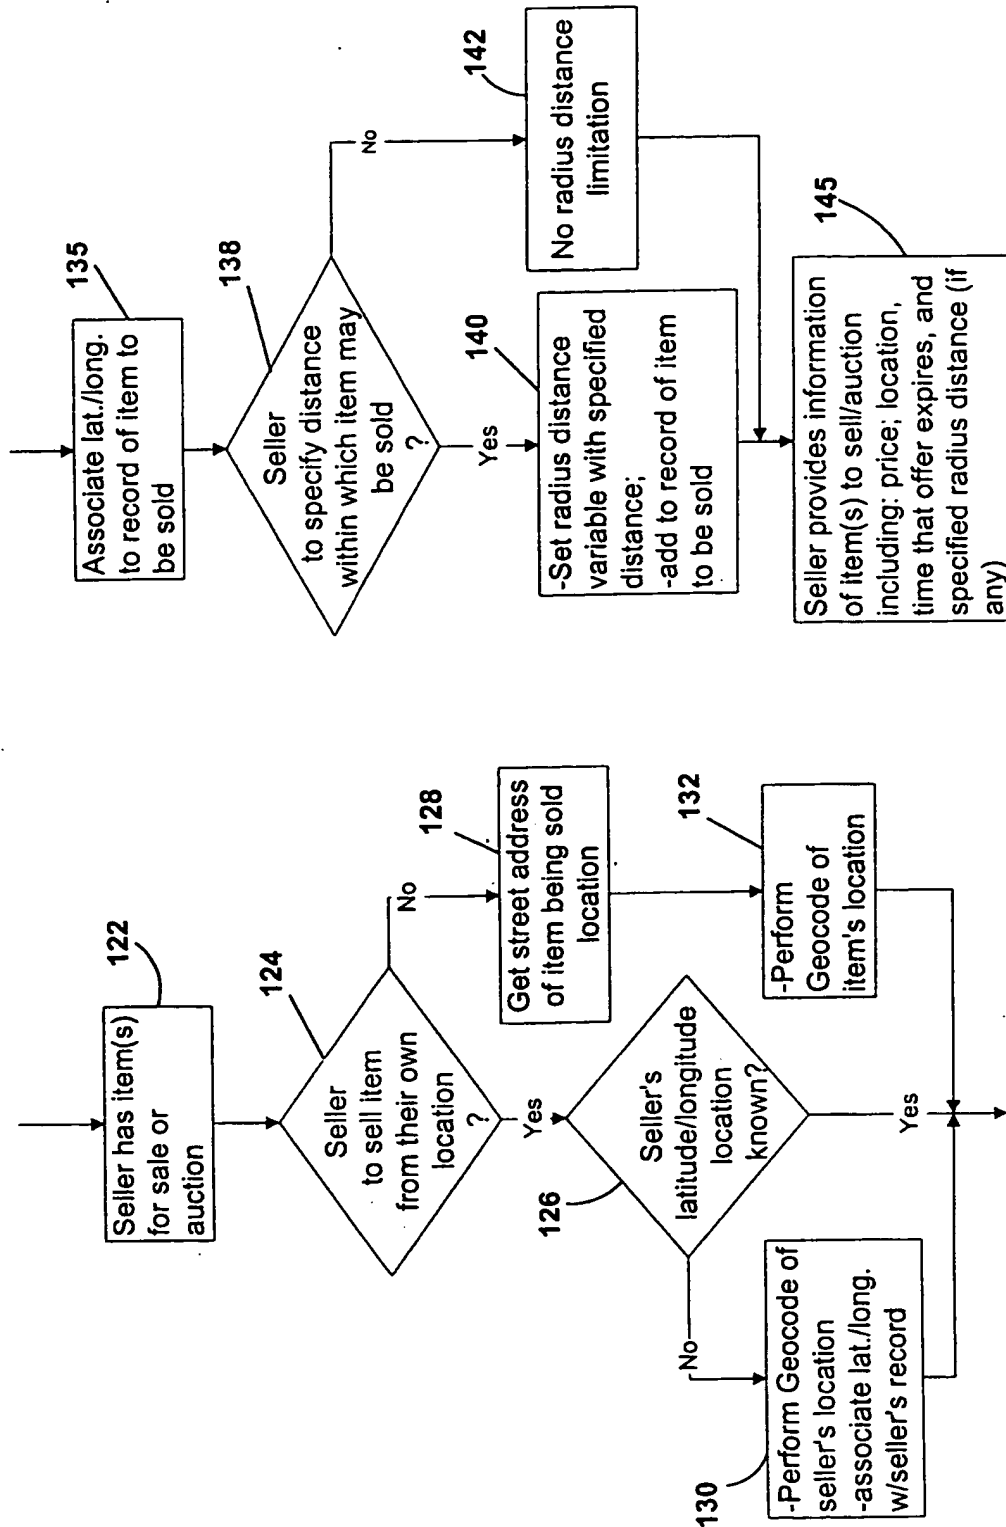 122
Seller has item(s)
for sale or
auction
124
Seller
to sell item
from their own
location
?
No
Yes
128
Get street address
of item being sold
location
126
Seller's
latitude/longitude
location
known?
No
Yes
132
-Perform
Geocode of
item's location
130
-Perform Geocode of
seller's location
-associate lat./long.
w/seller's record
135
Associate lat./long.
to record of item to
be sold
138
Seller
to specify distance
within which item may
be sold
?
No
Yes
140
-Set radius distance
variable with specified
distance;
-add to record of item
to be sold
142
No radius distance
limitation
145
Seller provides information
of item(s) to sell/auction
including: price; location,
time that offer expires, and
specified radius distance (if
any)